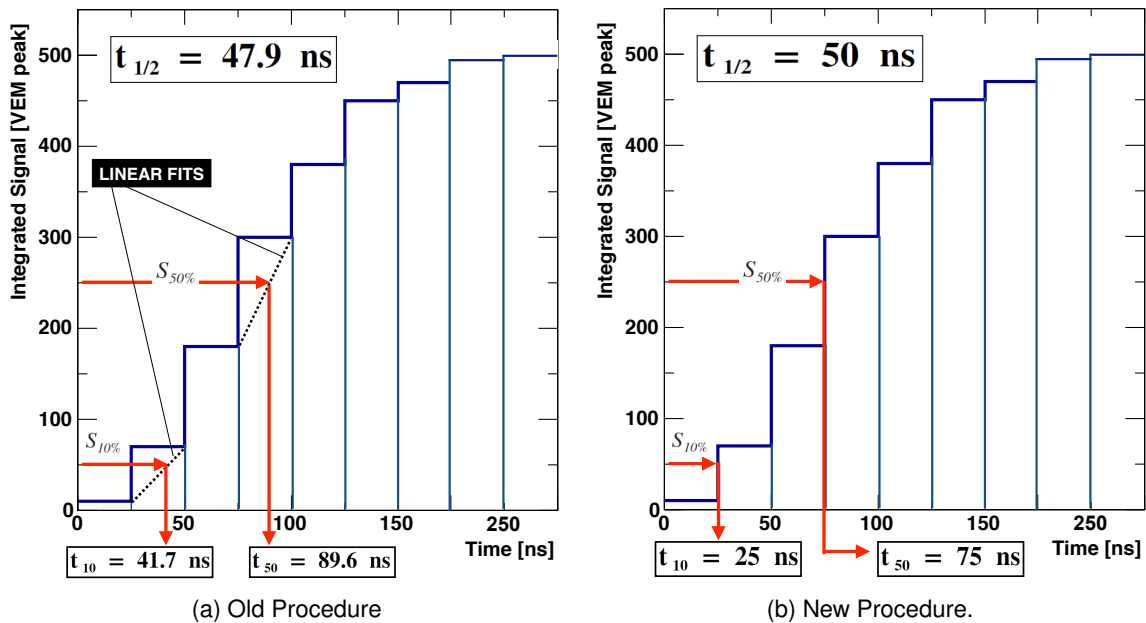 t 1/2 = 47.9 ns
Integrated Signal [VEM peak]
500
400
300
200
100
0
LINEAR FITS
S50%
S10%
0 50 100 150 250
Time [ns]
t 10 = 41.7 ns
t 50 = 89.6 ns
(a) Old Procedure
t 1/2 = 50 ns
Integrated Signal [VEM peak]
500
400
300
200
100
0
S50%
S10%
0 50 100 150 250
Time [ns]
t 10 = 25 ns
t 50 = 75 ns
(b) New Procedure.